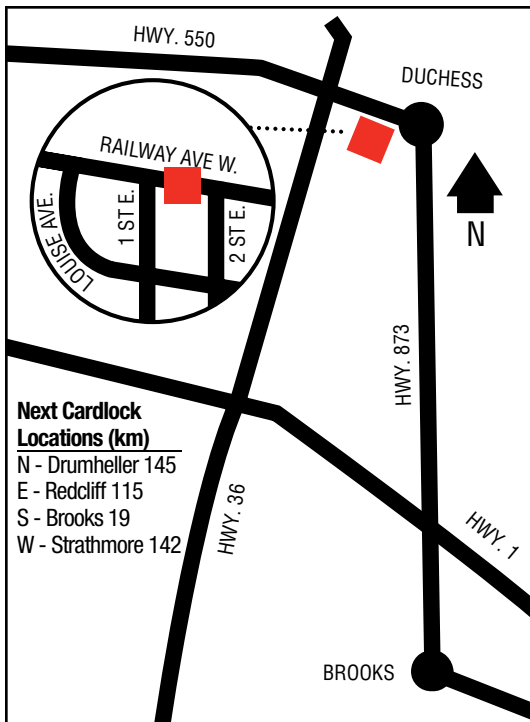 HWY. 550
DUCHESS
RAILWAY AVE W.
LOUISE AVE.
1 ST E.
2 ST E.
N
HWY. 873
Next Cardlock
Locations (km)
N - Drumheller 145
E - Redcliff 115
S - Brooks 19
W - Strathmore 142
HWY. 36
HWY. 1
BROOKS